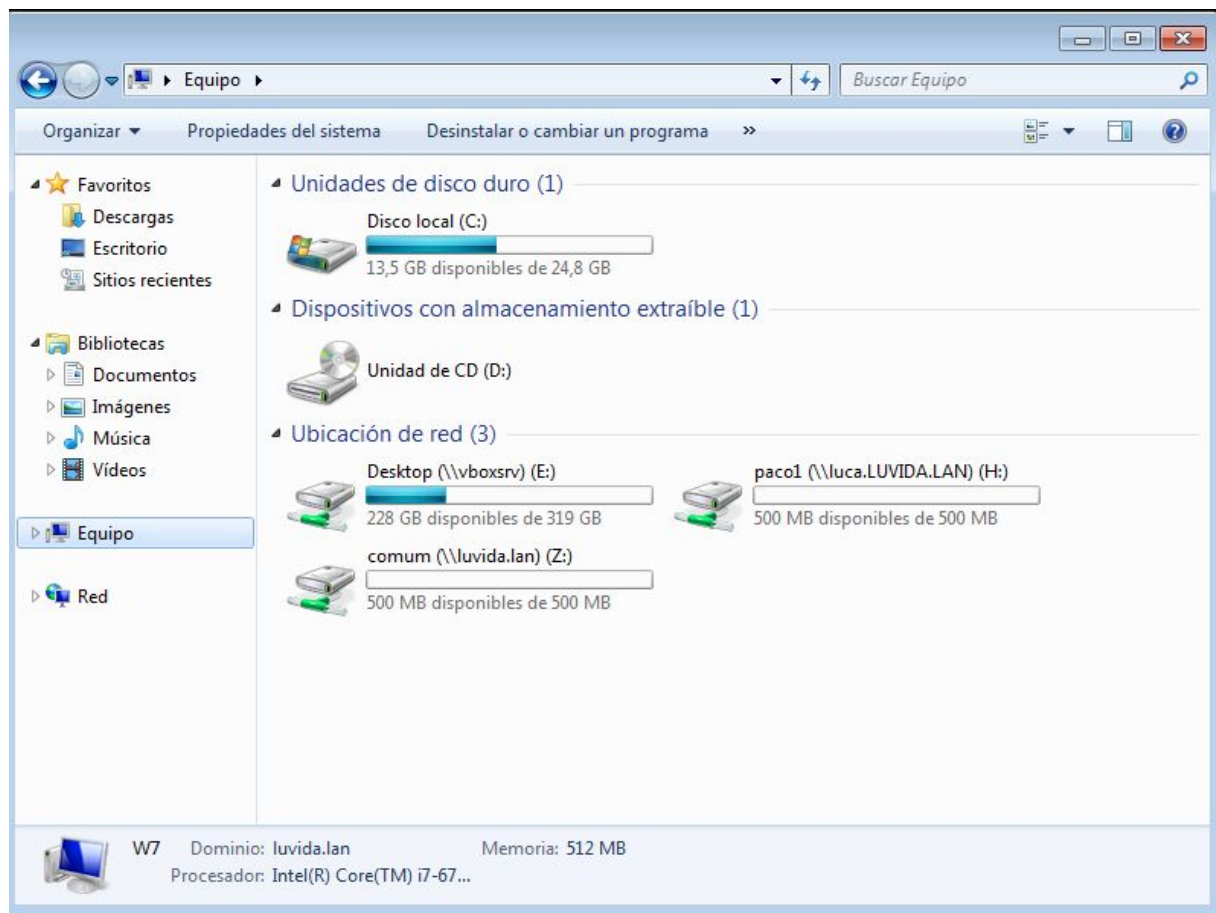 Equipo
Buscar Equipo
Organizar Propiedades del sistema Desinstalar o cambiar un programa »
Favoritos
Descargas
Escritorio
Sitios recientes
Bibliotecas
Documentos
Imágenes
Música
Vídeos
Equipo
Red
Unidades de disco duro (1)
Disco local (C:)
13,5 GB disponibles de 24,8 GB
Dispositivos con almacenamiento extraíble (1)
Unidad de CD (D:)
Ubicación de red (3)
Desktop (\\vboxsrv) (E:)
228 GB disponibles de 319 GB
paco1 (\\luca.LUVIDA.LAN) (H:)
500 MB disponibles de 500 MB
comum (\\luvida.lan) (Z:)
500 MB disponibles de 500 MB
W7 Dominio: luvida.lan Memoria: 512 MB
Procesador: Intel(R) Core(TM) i7-67...